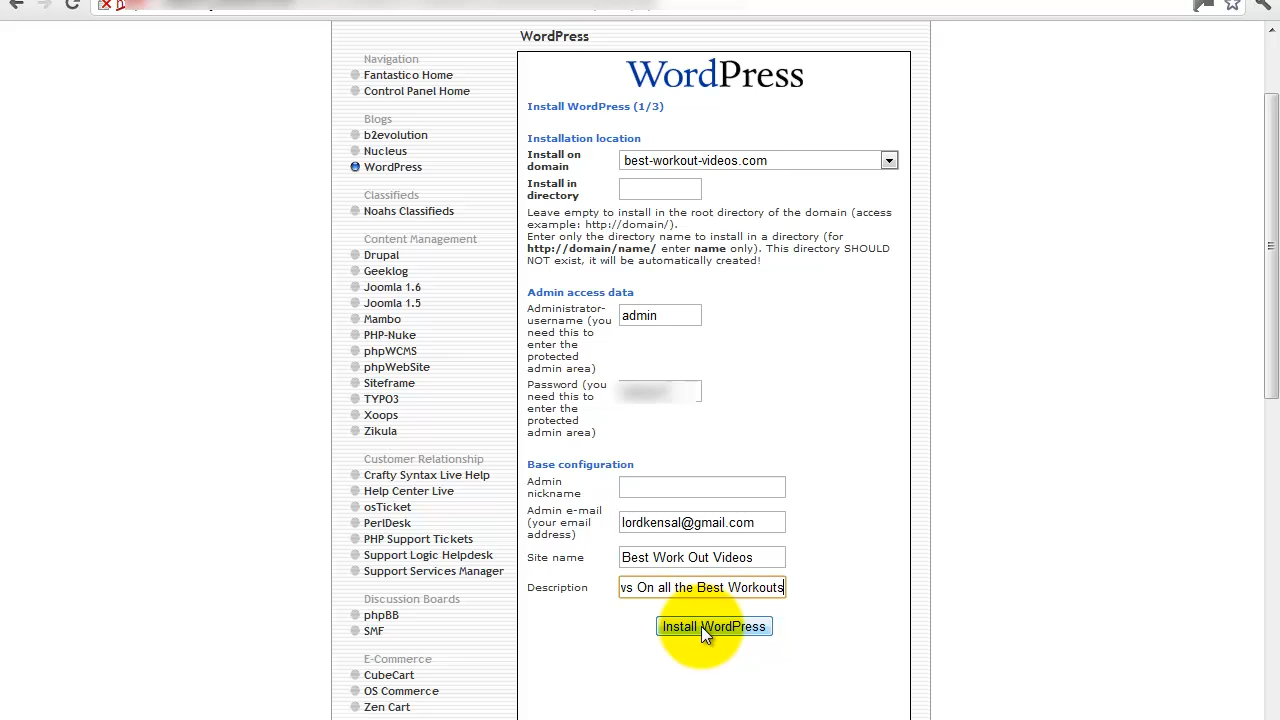 WordPress
Navigation
Fantastico Home
Control Panel Home
Blogs
b2evolution
Nucleus
WordPress
Classifieds
Noahs Classifieds
Content Management
Drupal
Geeklog
Joomla 1.6
Joomla 1.5
Mambo
PHP-Nuke
phpWCMS
phpWebSite
Siteframe
TYPO3
Xoops
Zikula
Customer Relationship
Crafty Syntax Live Help
Help Center Live
osTicket
PerlDesk
PHP Support Tickets
Support Logic Helpdesk
Support Services Manager
Discussion Boards
phpBB
SMF
E-Commerce
CubeCart
OS Commerce
Zen Cart
WordPress
Install WordPress (1/3)
Installation location
Install on
domain
best-workout-videos.com
Install in
directory
Leave empty to install in the root directory of the domain (access
example: http://domain/).
Enter only the directory name to install in a directory (for
http://domain/name/ enter name only). This directory SHOULD
NOT exist, it will be automatically created!
Admin access data
Administrator-
username (you
need this to
enter the
protected
admin area)
admin
Password (you
need this to
enter the
protected
admin area)
Base configuration
Admin
nickname
Admin e-mail
(your email
address)
lordkensal@gmail.com
Site name
Best Work Out Videos
Description
vs On all the Best Workouts
Install WordPress